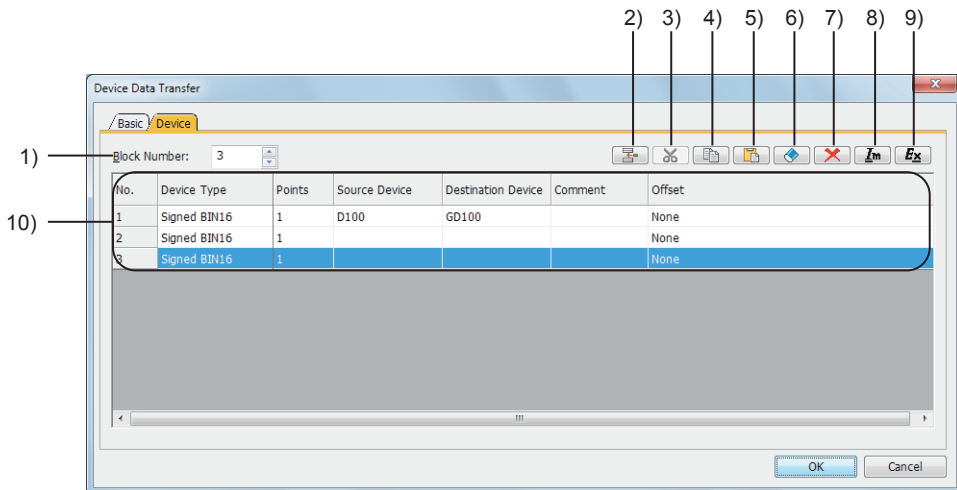 2) 3) 4) 5) 6) 7) 8) 9)
Device Data Transfer
Basic Device
1) Block Number: 3
Im Ex
10)
No. Device Type Points Source Device Destination Device Comment Offset
1 Signed BIN16 1 D100 GD100 None
2 Signed BIN16 1 None
3 Signed BIN16 1 None
OK Cancel